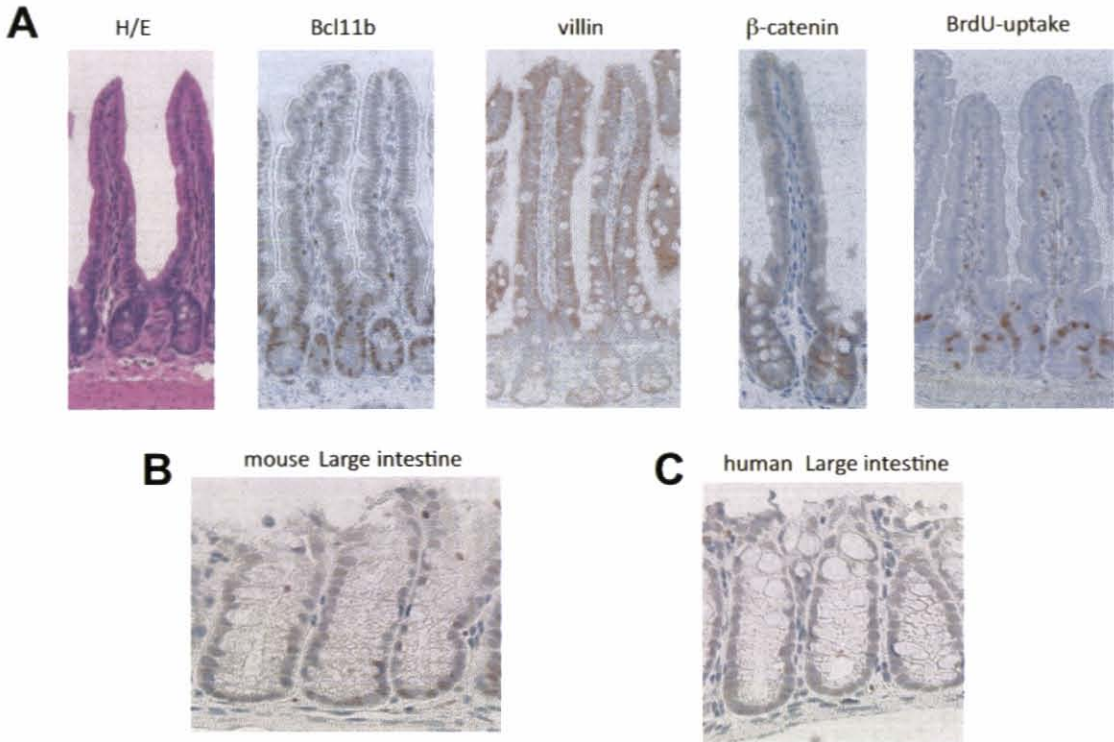 A
H/E
Bcl11b
villin
β-catenin
BrdU-uptake
B
mouse Large intestine
C
human Large intestine